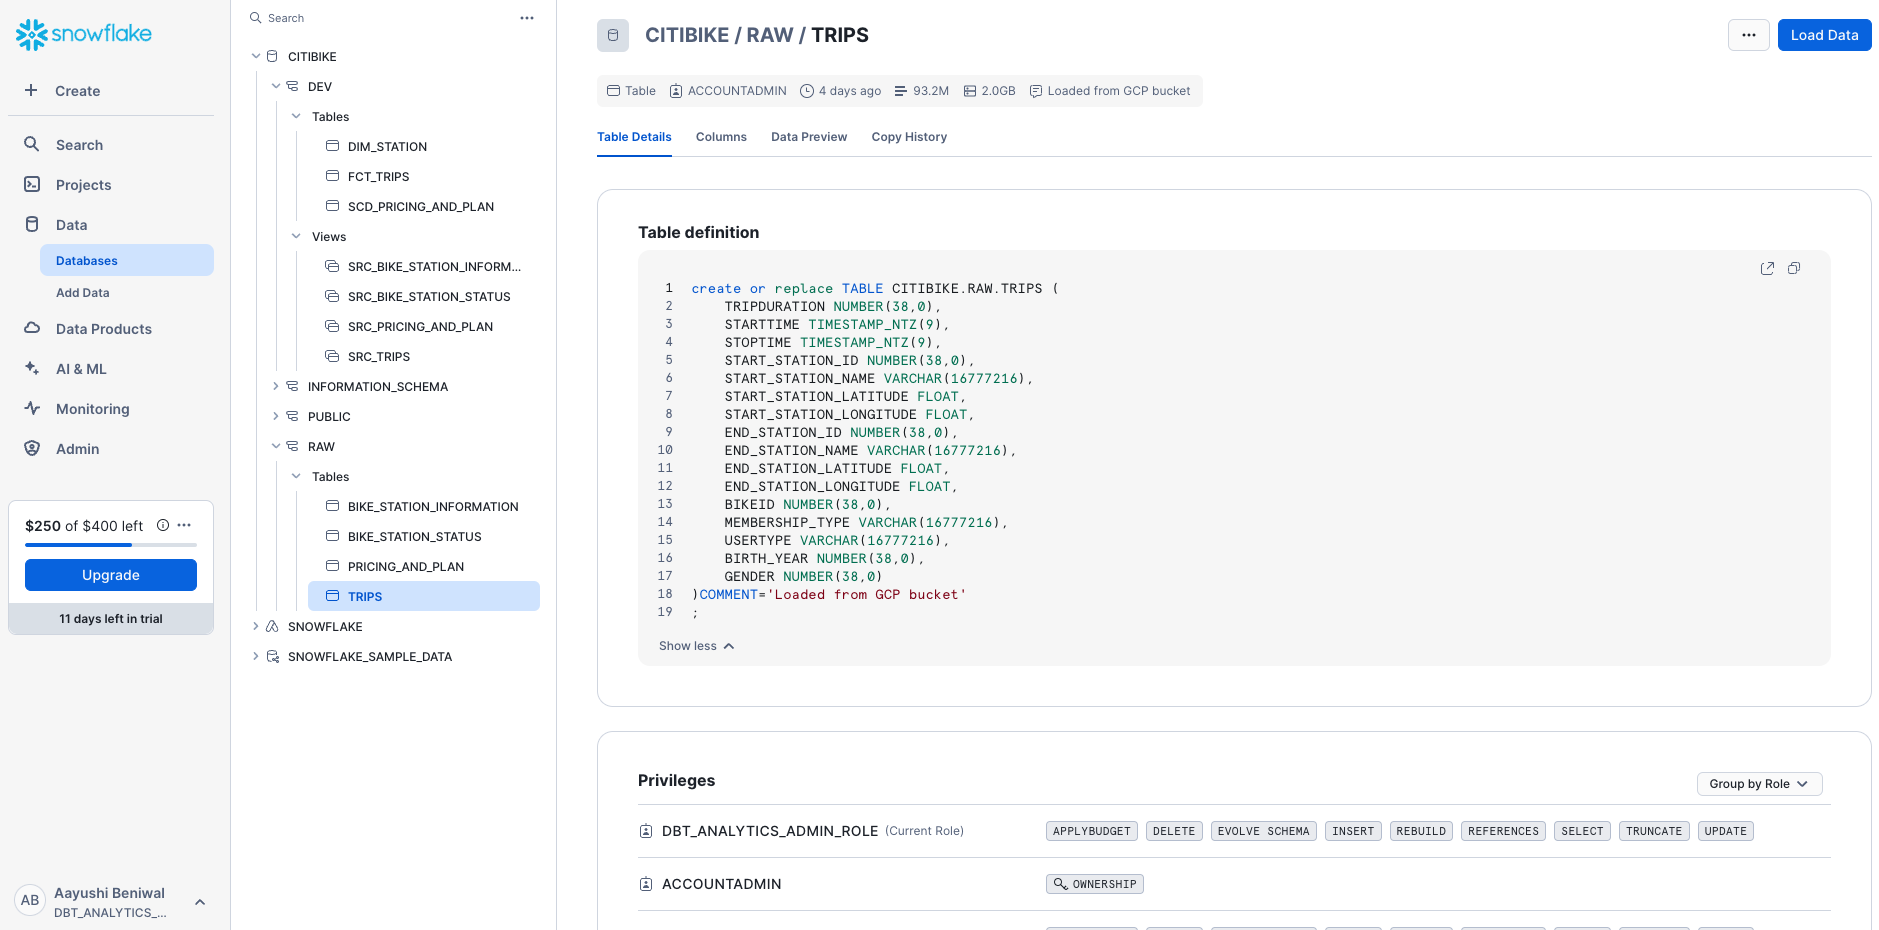 snowflake
Create
Search
Projects
Data
Databases
Add Data
Data Products
AI & ML
Monitoring
Admin
$250 of $400 left
Upgrade
11 days left in trial
AB
Aayushi Beniwal
DBT_ANALYTICS_...
Search
CITIBIKE
DEV
Tables
DIM_STATION
FCT_TRIPS
SCD_PRICING_AND_PLAN
Views
SRC_BIKE_STATION_INFORM...
SRC_BIKE_STATION_STATUS
SRC_PRICING_AND_PLAN
SRC_TRIPS
INFORMATION_SCHEMA
PUBLIC
RAW
Tables
BIKE_STATION_INFORMATION
BIKE_STATION_STATUS
PRICING_AND_PLAN
TRIPS
SNOWFLAKE
SNOWFLAKE_SAMPLE_DATA
CITIBIKE / RAW / TRIPS
Load Data
Table ACCOUNTADMIN 4 days ago 93.2M 2.0GB Loaded from GCP bucket
Table Details Columns Data Preview Copy History
Table definition
1 create or replace TABLE CITIBIKE.RAW.TRIPS (
2 TRIPDURATION NUMBER(38,0),
3 STARTTIME TIMESTAMP_NTZ(9),
4 STOPTIME TIMESTAMP_NTZ(9),
5 START_STATION_ID NUMBER(38,0),
6 START_STATION_NAME VARCHAR(16777216),
7 START_STATION_LATITUDE FLOAT,
8 START_STATION_LONGITUDE FLOAT,
9 END_STATION_ID NUMBER(38,0),
10 END_STATION_NAME VARCHAR(16777216),
11 END_STATION_LATITUDE FLOAT,
12 END_STATION_LONGITUDE FLOAT,
13 BIKEID NUMBER(38,0),
14 MEMBERSHIP_TYPE VARCHAR(16777216),
15 USERTYPE VARCHAR(16777216),
16 BIRTH_YEAR NUMBER(38,0),
17 GENDER NUMBER(38,0)
18 )COMMENT='Loaded from GCP bucket'
19 ;
Show less
Privileges
Group by Role
DBT_ANALYTICS_ADMIN_ROLE (Current Role) APPLYBUDGET DELETE EVOLVE SCHEMA INSERT REBUILD REFERENCES SELECT TRUNCATE UPDATE
ACCOUNTADMIN OWNERSHIP